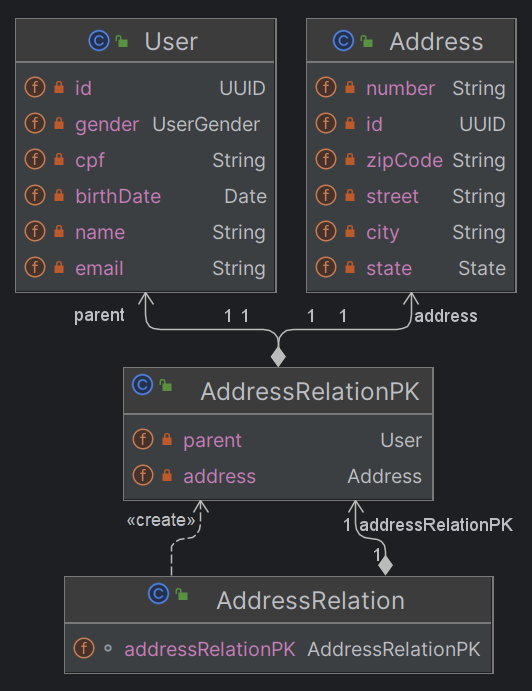 User
id UUID
gender UserGender
cpf String
birthDate Date
name String
email String
Address
number String
id UUID
zipCode String
street String
city String
state State
parent 1 1 1 1 address
AddressRelationPK
parent User
address Address
«create» 1 addressRelationPK
1
AddressRelation
addressRelationPK AddressRelationPK